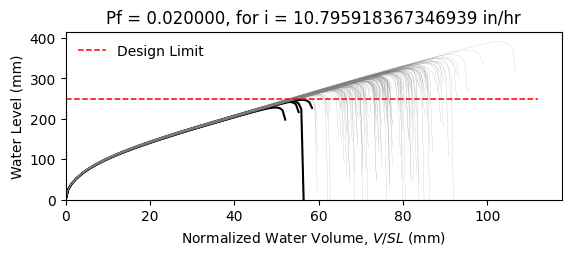 Pf = 0.020000, for i = 10.795918367346939 in/hr
Water Level (mm)
400
300
200
100
0
Design Limit
0 20 40 60 80 100
Normalized Water Volume, V/SL (mm)